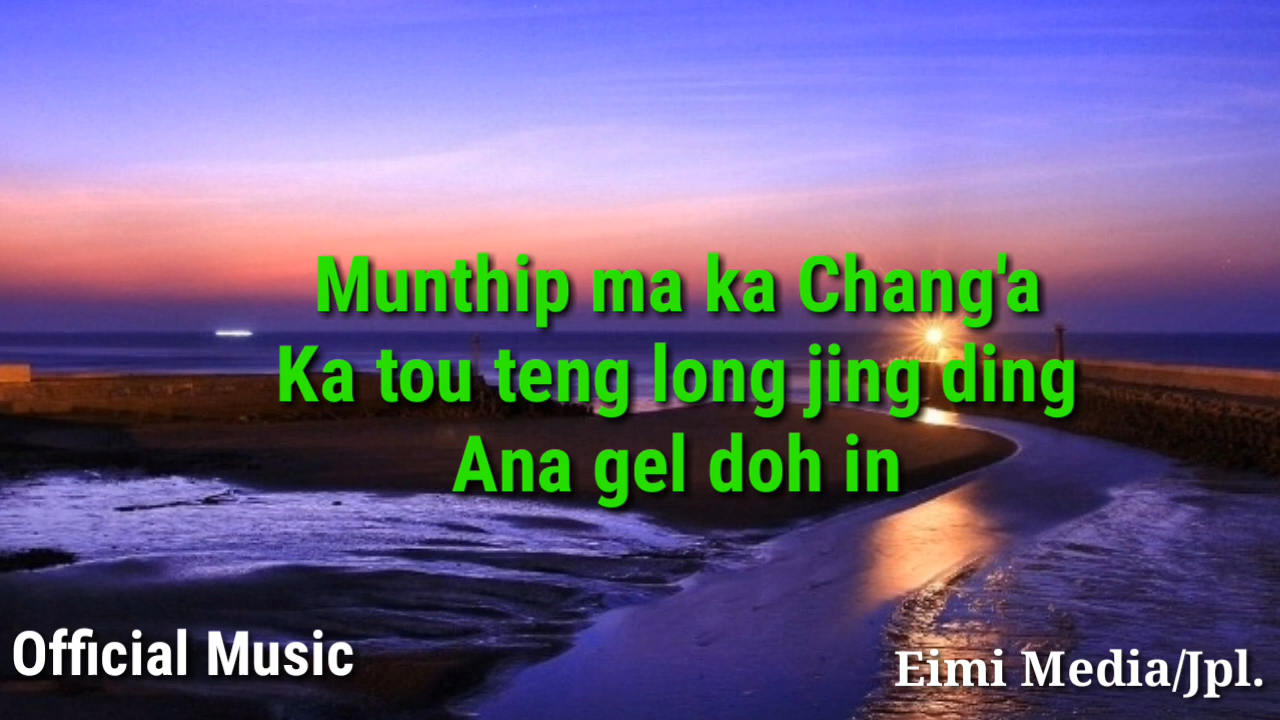 Munthip ma ka Chang'a
Ka tou teng long jing ding
Ana gel doh in
Official Music
Eimi Media/Jpl.